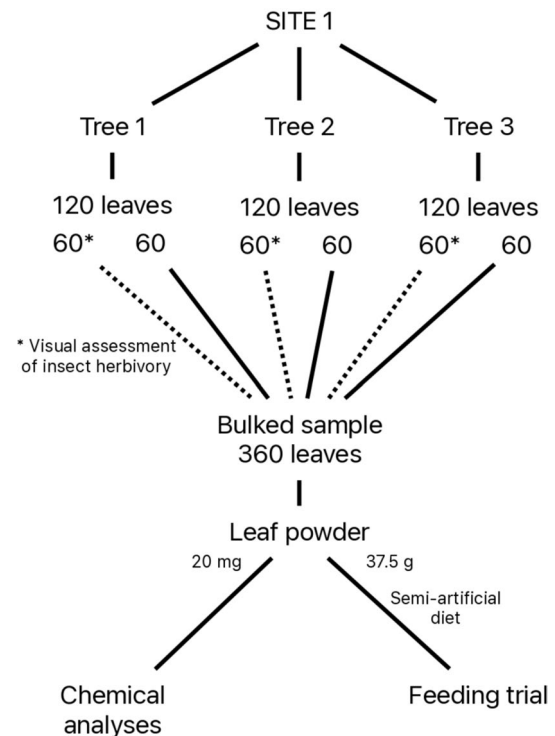 SITE 1
Tree 1 Tree 2 Tree 3
120 leaves 120 leaves 120 leaves
60* 60 60* 60 60* 60
* Visual assessment
of insect herbivory
Bulked sample
360 leaves
Leaf powder
20 mg 37.5 g
Semi-artificial
diet
Chemical Feeding trial
analyses